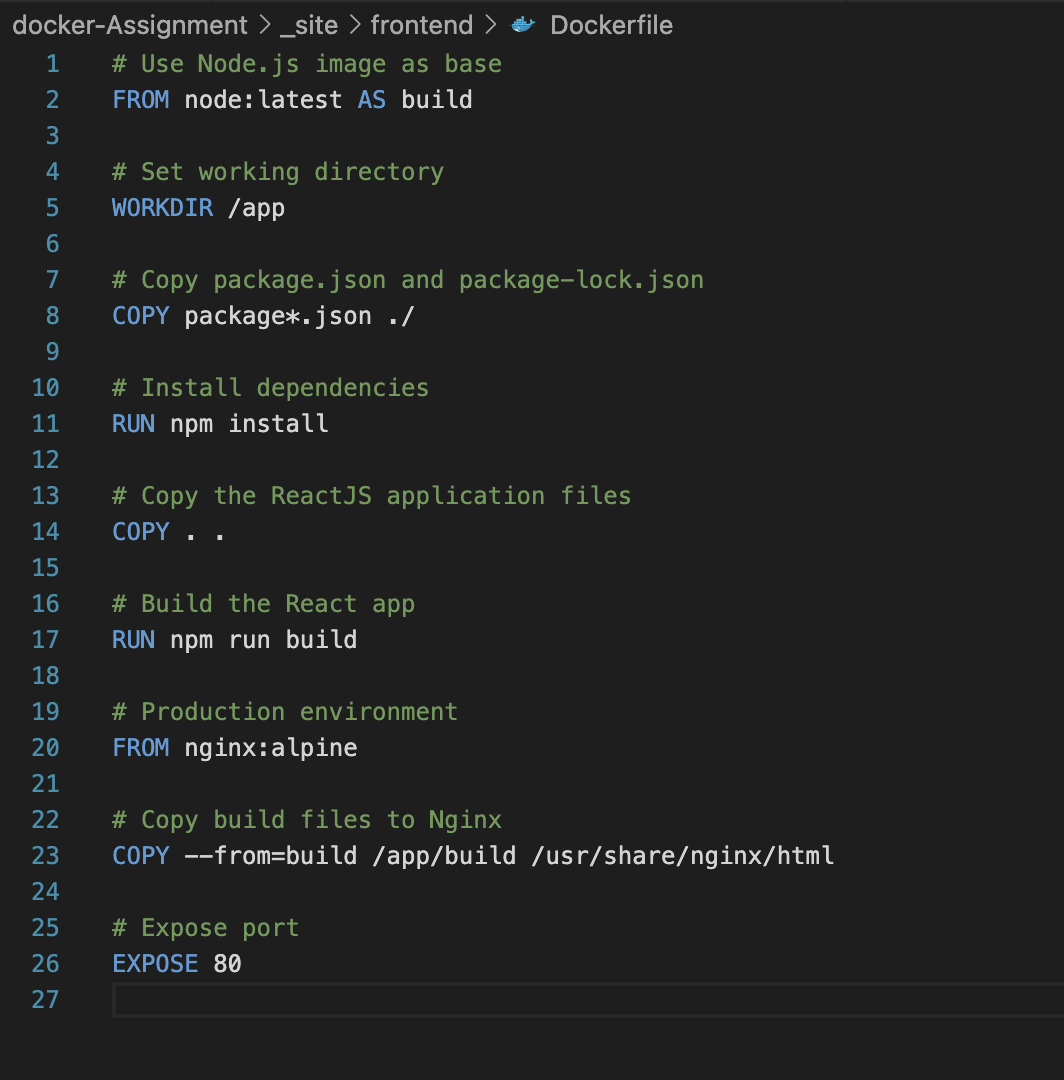 docker-Assignment > _site > frontend > Dockerfile
1 # Use Node.js image as base
2 FROM node:latest AS build
3
4 # Set working directory
5 WORKDIR /app
6
7 # Copy package.json and package-lock.json
8 COPY package*.json ./
9
10 # Install dependencies
11 RUN npm install
12
13 # Copy the ReactJS application files
14 COPY . .
15
16 # Build the React app
17 RUN npm run build
18
19 # Production environment
20 FROM nginx:alpine
21
22 # Copy build files to Nginx
23 COPY --from=build /app/build /usr/share/nginx/html
24
25 # Expose port
26 EXPOSE 80
27